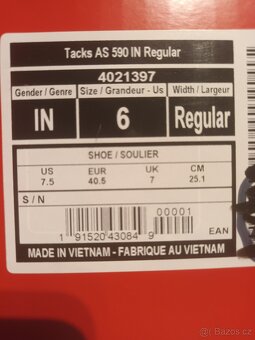 Tacks AS 590 IN Regular
4021397
Gender / Genre Size / Grandeur - Us Width / Largeur
IN 6 Regular
SHOE / SOULIER
US EUR UK CM
7.5 40.5 7 25.1
S / N
00001
1 91520 43084 9 EAN
MADE IN VIETNAM - FABRIQUE AU VIETNAM
sbazos.cz